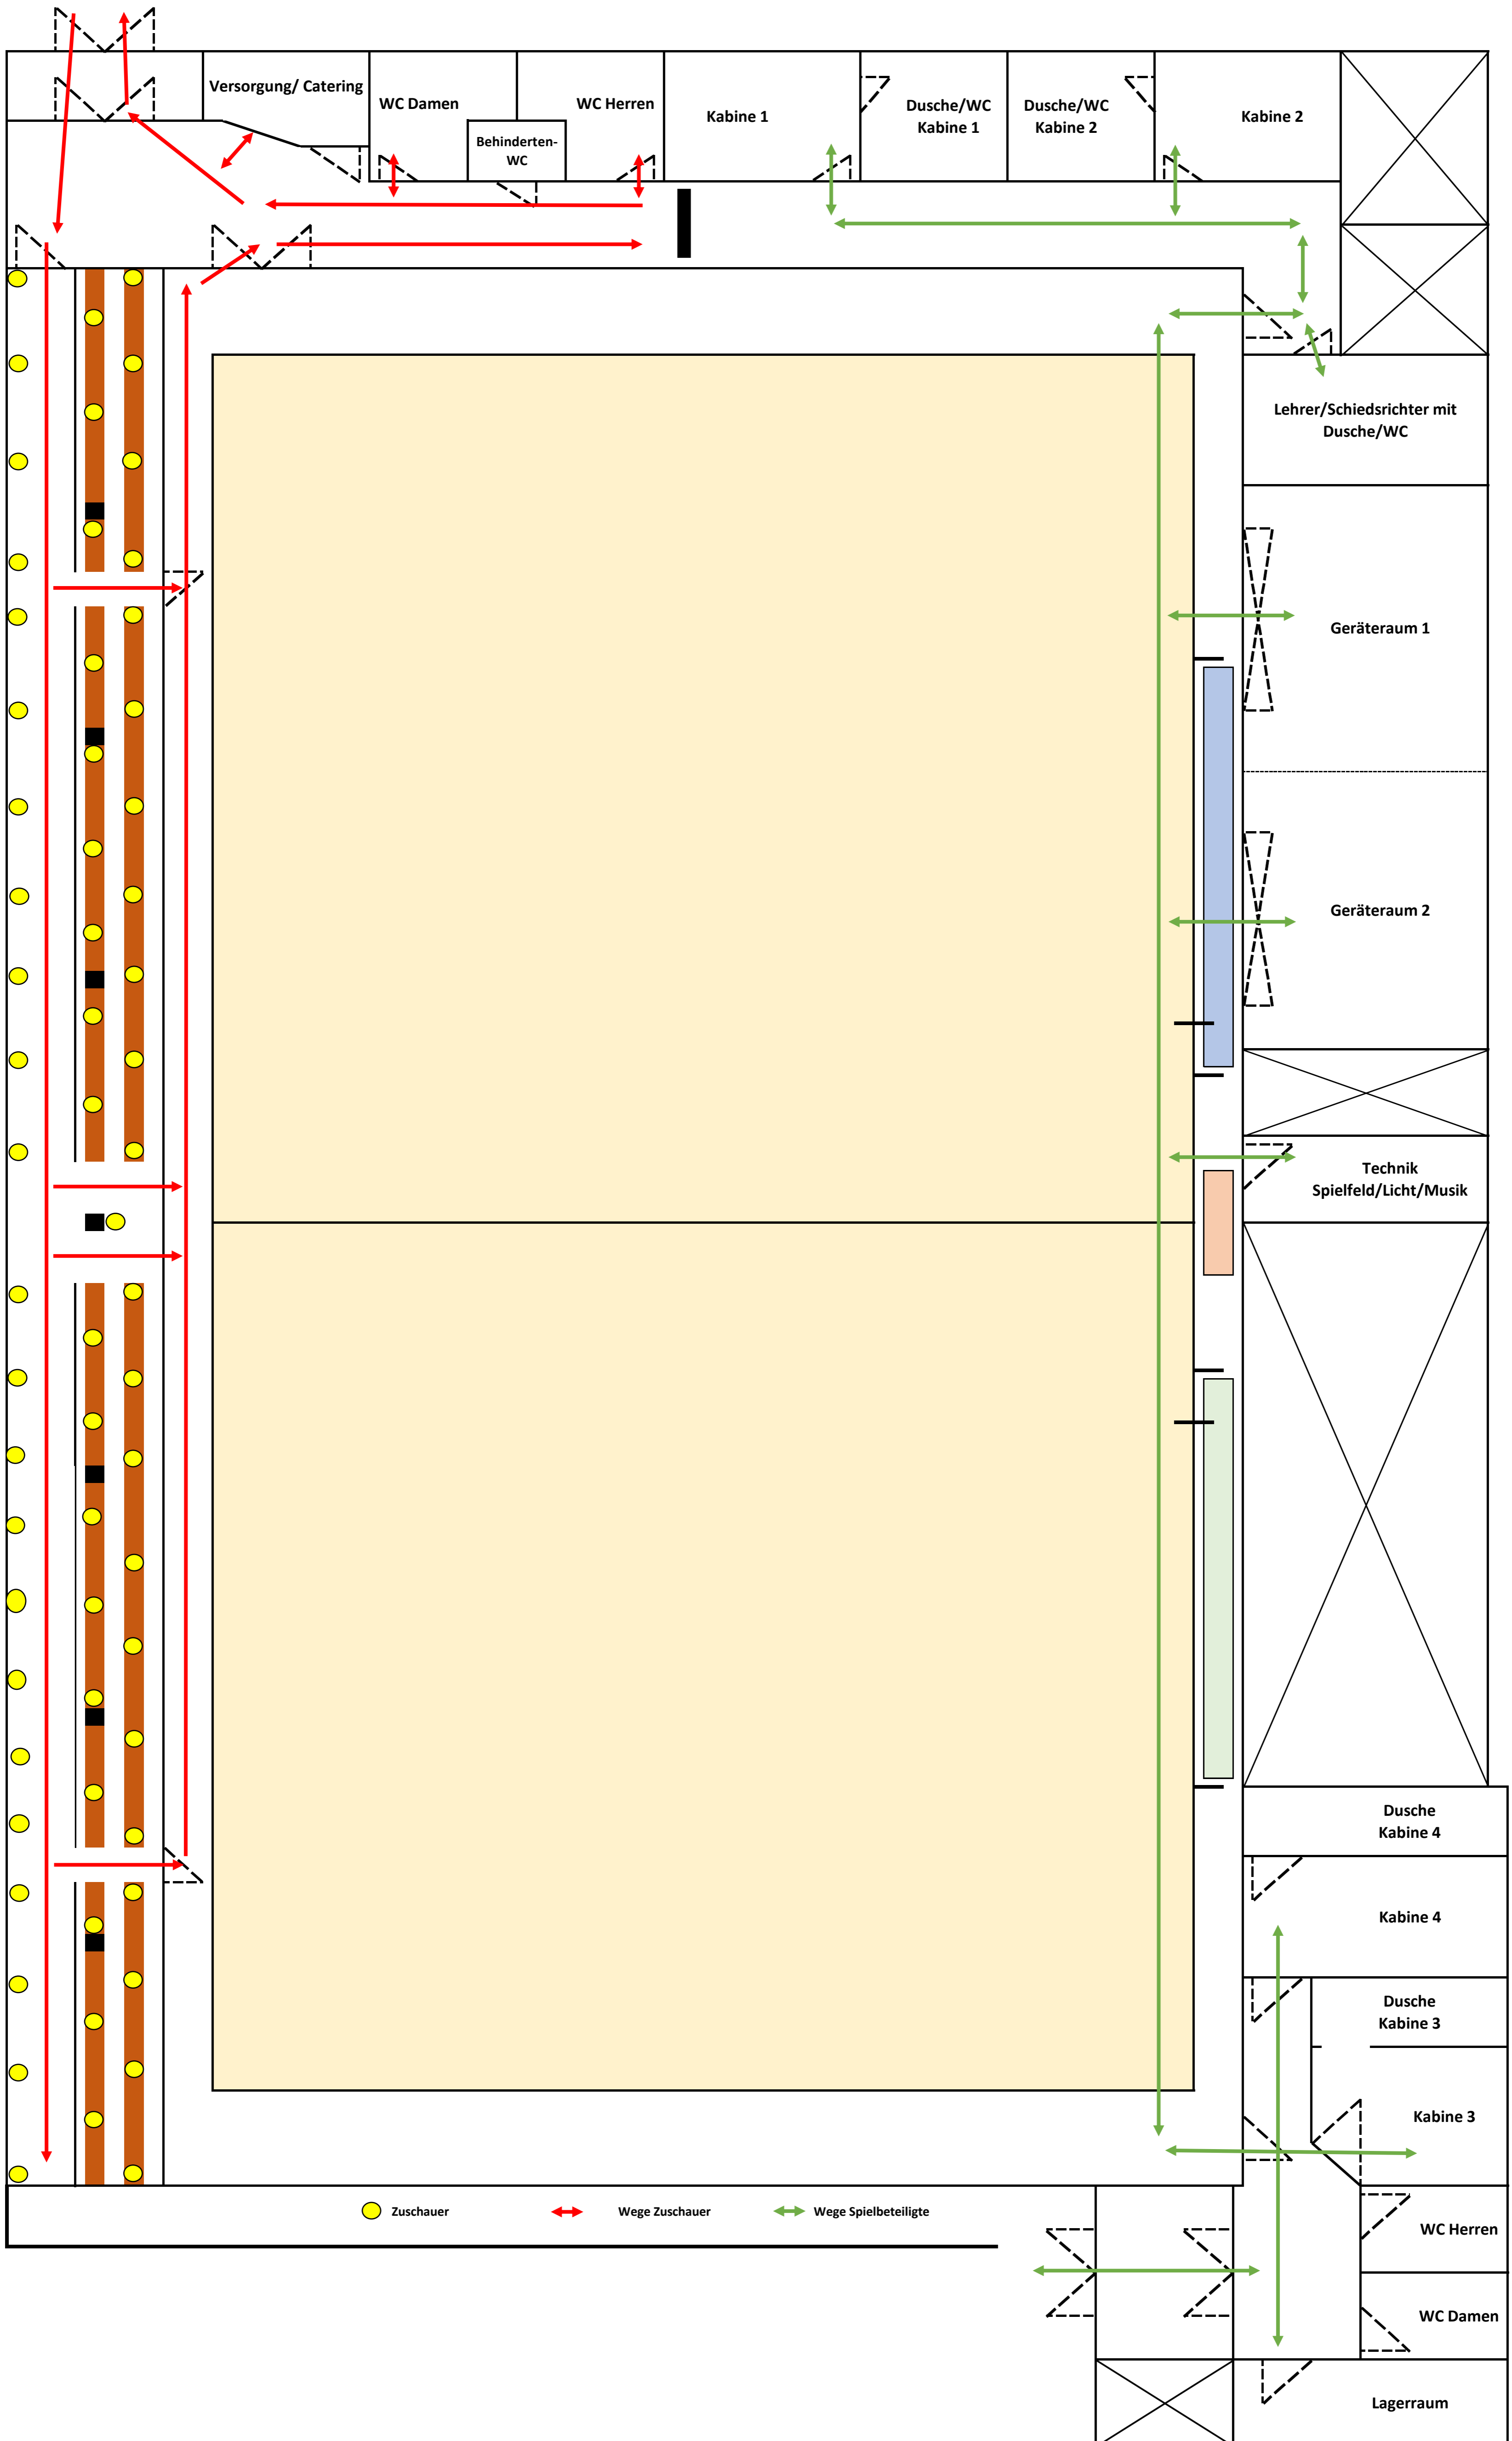 Versorgung/ Catering
WC Damen
WC Herren
Behinderten-
WC
Kabine 1
Dusche/WC
Kabine 1
Dusche/WC
Kabine 2
Kabine 2
Lehrer/Schiedsrichter mit
Dusche/WC
Geräteraum 1
Geräteraum 2
Technik
Spielfeld/Licht/Musik
Dusche
Kabine 4
Kabine 4
Dusche
Kabine 3
Kabine 3
Zuschauer
Wege Zuschauer
Wege Spielbeteiligte
WC Herren
WC Damen
Lagerraum